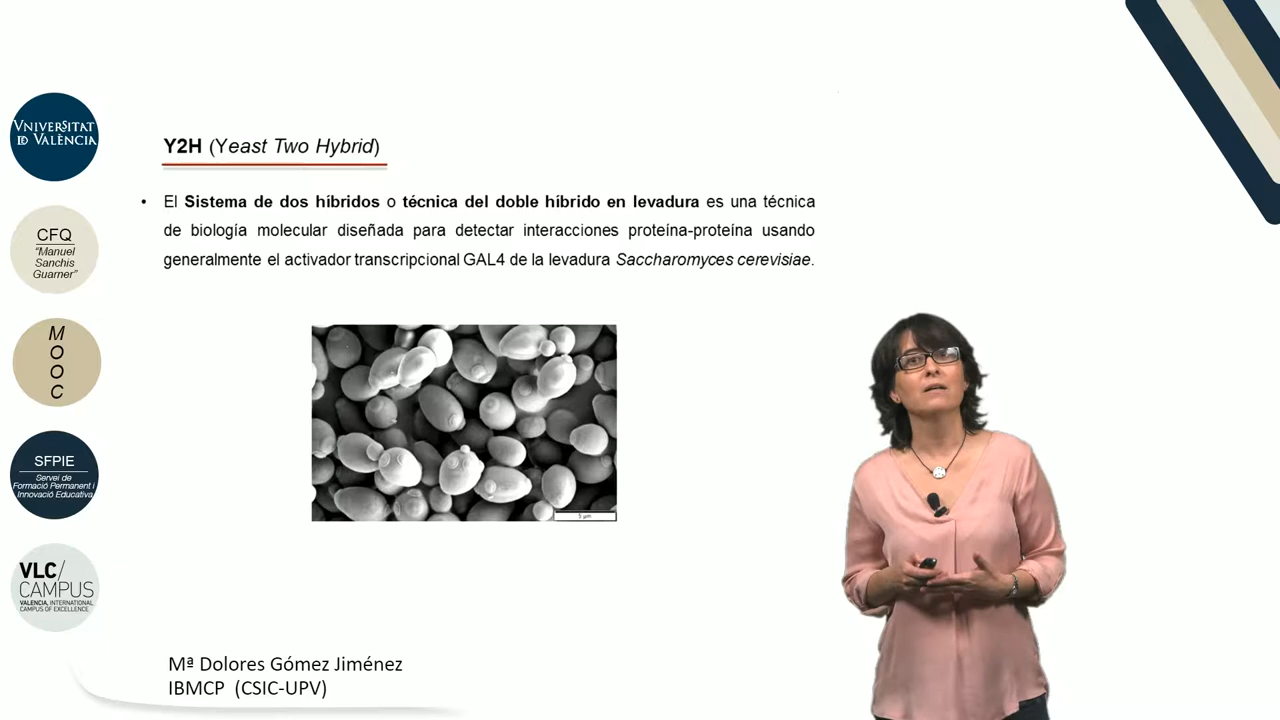 VNIVERSITAT
ID VALÈNCIA
CFQ
"Manuel
Sanchis
Guarner"
M
O
O
C
SFPIE
Servei de
Formació Permanent i
Innovació Educativa
VLC/
CAMPUS
VALENCIA, INTERNATIONAL
CAMPUS OF EXCELLENCE
Y2H (Yeast Two Hybrid)
• El Sistema de dos híbridos o técnica del doble híbrido en levadura es una técnica
de biología molecular diseñada para detectar interacciones proteína-proteína usando
generalmente el activador transcripcional GAL4 de la levadura Saccharomyces cerevisiae.
5 µm
Mª Dolores Gómez Jiménez
IBMCP (CSIC-UPV)